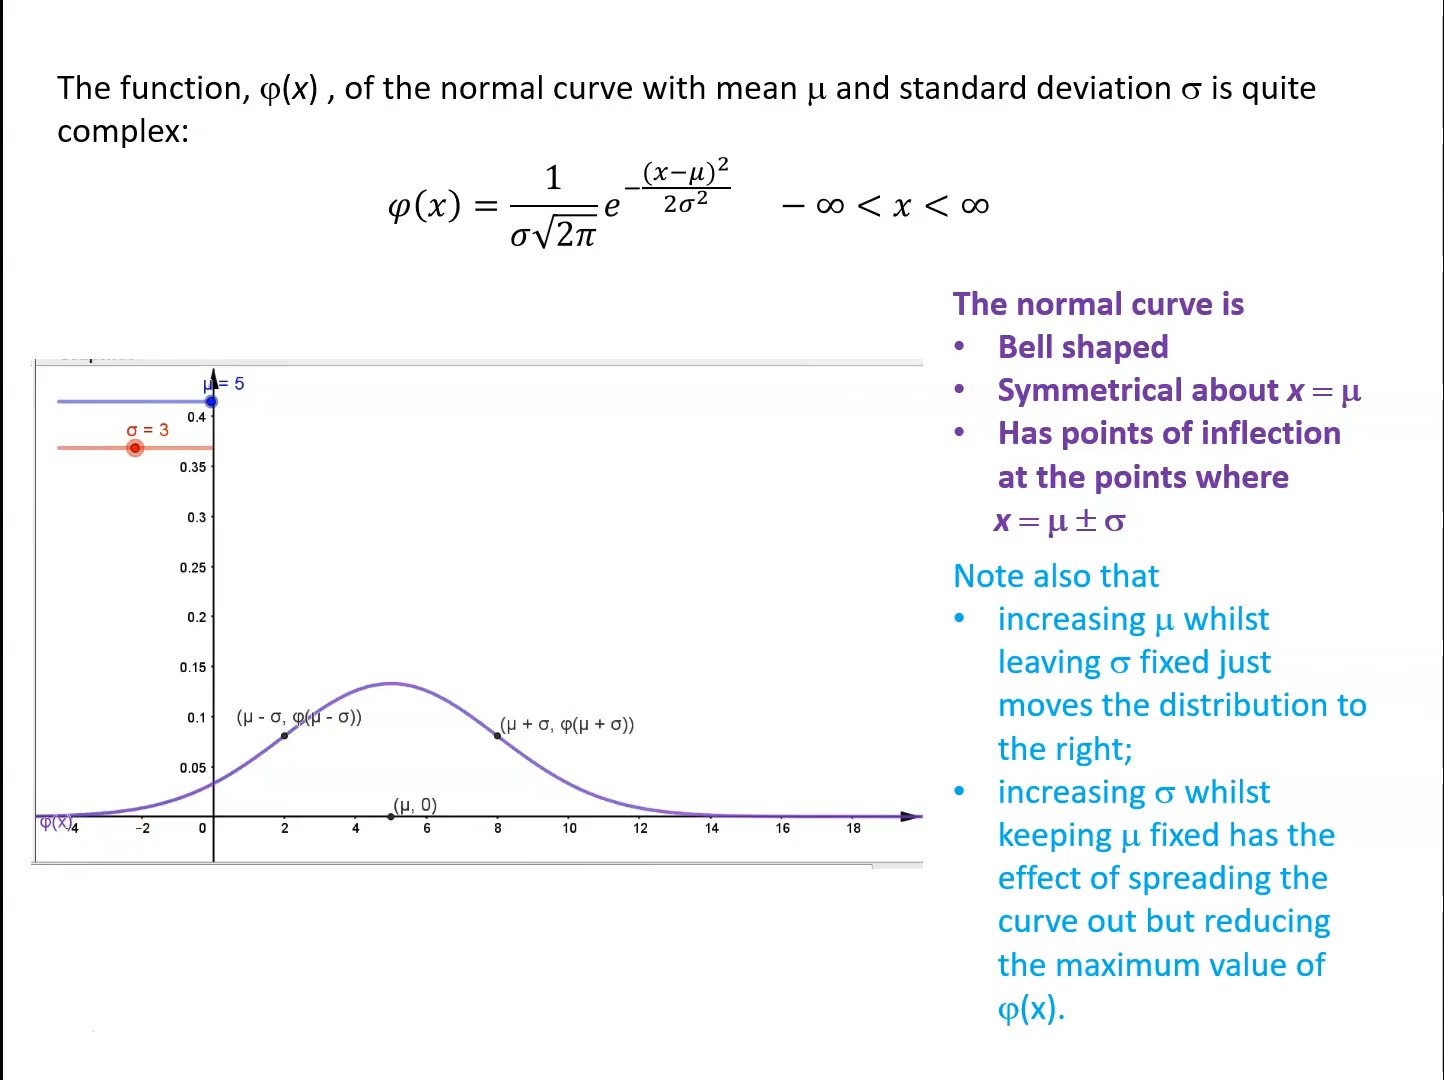 The function, φ(x) , of the normal curve with mean μ and standard deviation σ is quite
complex:
φ(x) = 1/(σ√2π) e^(−(x−μ)²/(2σ²))   − ∞ < x < ∞
The normal curve is
• Bell shaped
• Symmetrical about x = μ
• Has points of inflection
at the points where
x = μ ± σ
Note also that
• increasing μ whilst
leaving σ fixed just
moves the distribution to
the right;
• increasing σ whilst
keeping μ fixed has the
effect of spreading the
curve out but reducing
the maximum value of
φ(x).
μ = 5
σ = 3
0.4
0.35
0.3
0.25
0.2
0.15
0.1
0.05
(μ - σ, φ(μ - σ))
(μ + σ, φ(μ + σ))
(μ, 0)
φ(x)
-4 -2 0 2 4 6 8 10 12 14 16 18